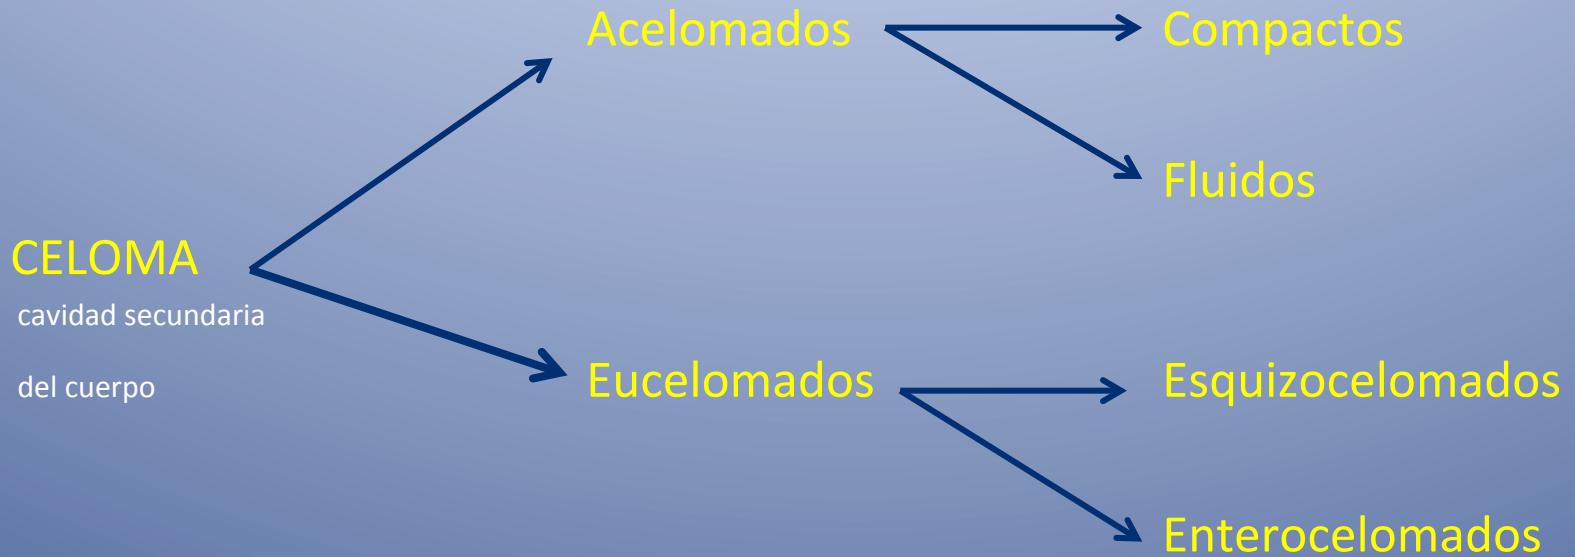 Acelomados
Compactos
Fluidos
CELOMA
cavidad secundaria
del cuerpo
Eucelomados
Esquizocelomados
Enterocelomados